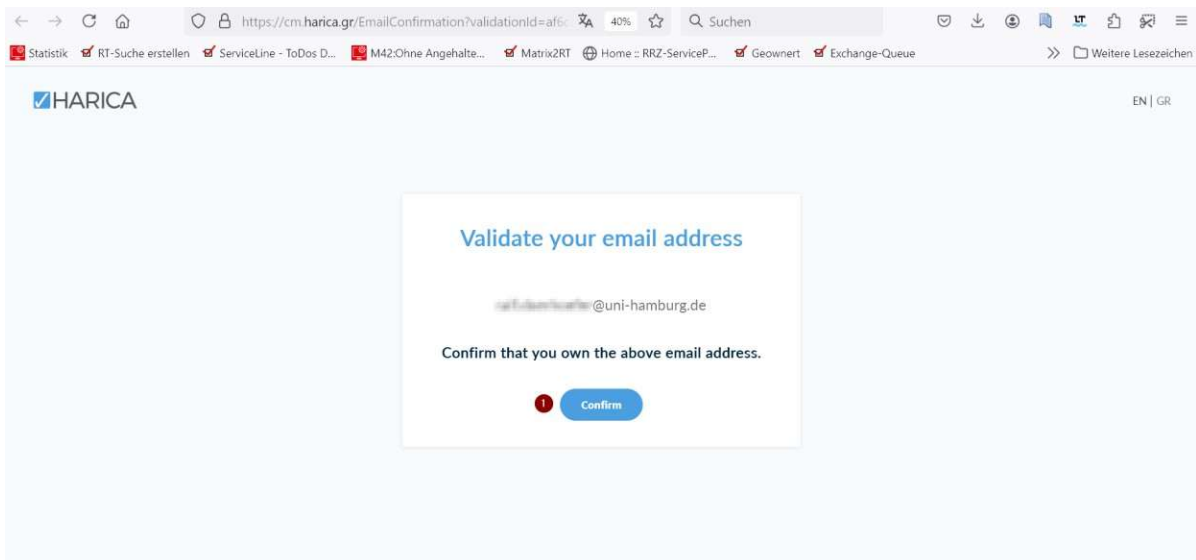 https://cm.harica.gr/EmailConfirmation?validationId=af6c 40% Suchen
Statistik RT-Suche erstellen ServiceLine - ToDos D... M42:Ohne Angehalte... Matrix2RT Home :: RRZ-ServiceP... Geownert Exchange-Queue Weitere Lesezeichen
HARICA EN | GR
Validate your email address
@uni-hamburg.de
Confirm that you own the above email address.
1 Confirm